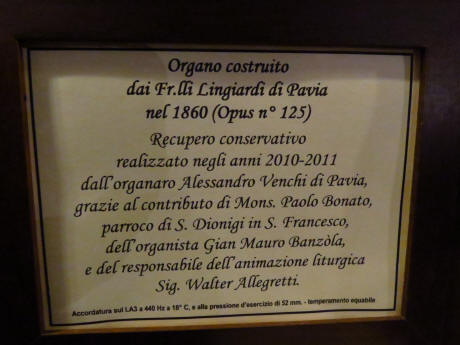 Organo costruito
dai Fr.lli Lingiardi di Pavia
nel 1860 (Opus n° 125)
Recupero conservativo
realizzato negli anni 2010-2011
dall'organaro Alessandro Venchi di Pavia,
grazie al contributo di Mons. Paolo Bonato,
parroco di S. Dionigi in S. Francesco,
dell'organista Gian Mauro Banzòla,
e del responsabile dell'animazione liturgica
Sig. Walter Allegretti.
Accordatura sul LA3 a 440 Hz a 18° C, e alla pressione d'esercizio di 52 mm. - temperamento equabile